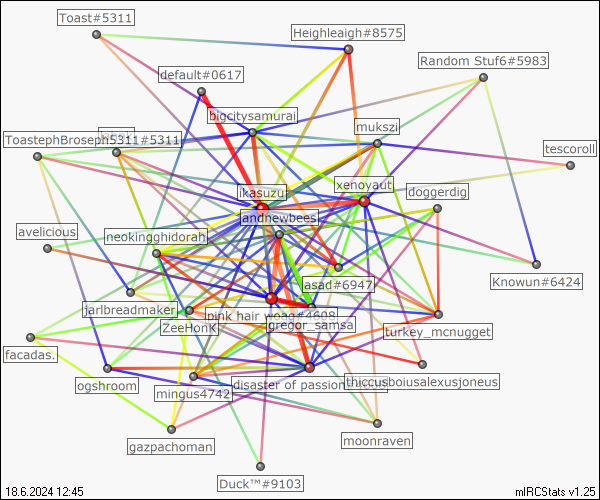 Toast#5311
Heighleaigh#8575
Random Stuf6#5983
default#0617
bigcitysamurai
mukszi
ToastephBroseph5311#5311
tescoroll
ikasuzu
xenoyaut
doggerdig
andnewbees
avelicious
neokingghidorah
asad#6947
Knowun#6424
jarlbreadmaker
pink hair woag#4608
ZeeHonk
gregor_samsa
turkey_mcnugget
facadas.
ogshroom
mingus4742
disaster of passion
thiccusboiusalexusjoneus
gazpachoman
moonraven
Duck™#9103
18.6.2024 12:45
mIRCStats v1.25